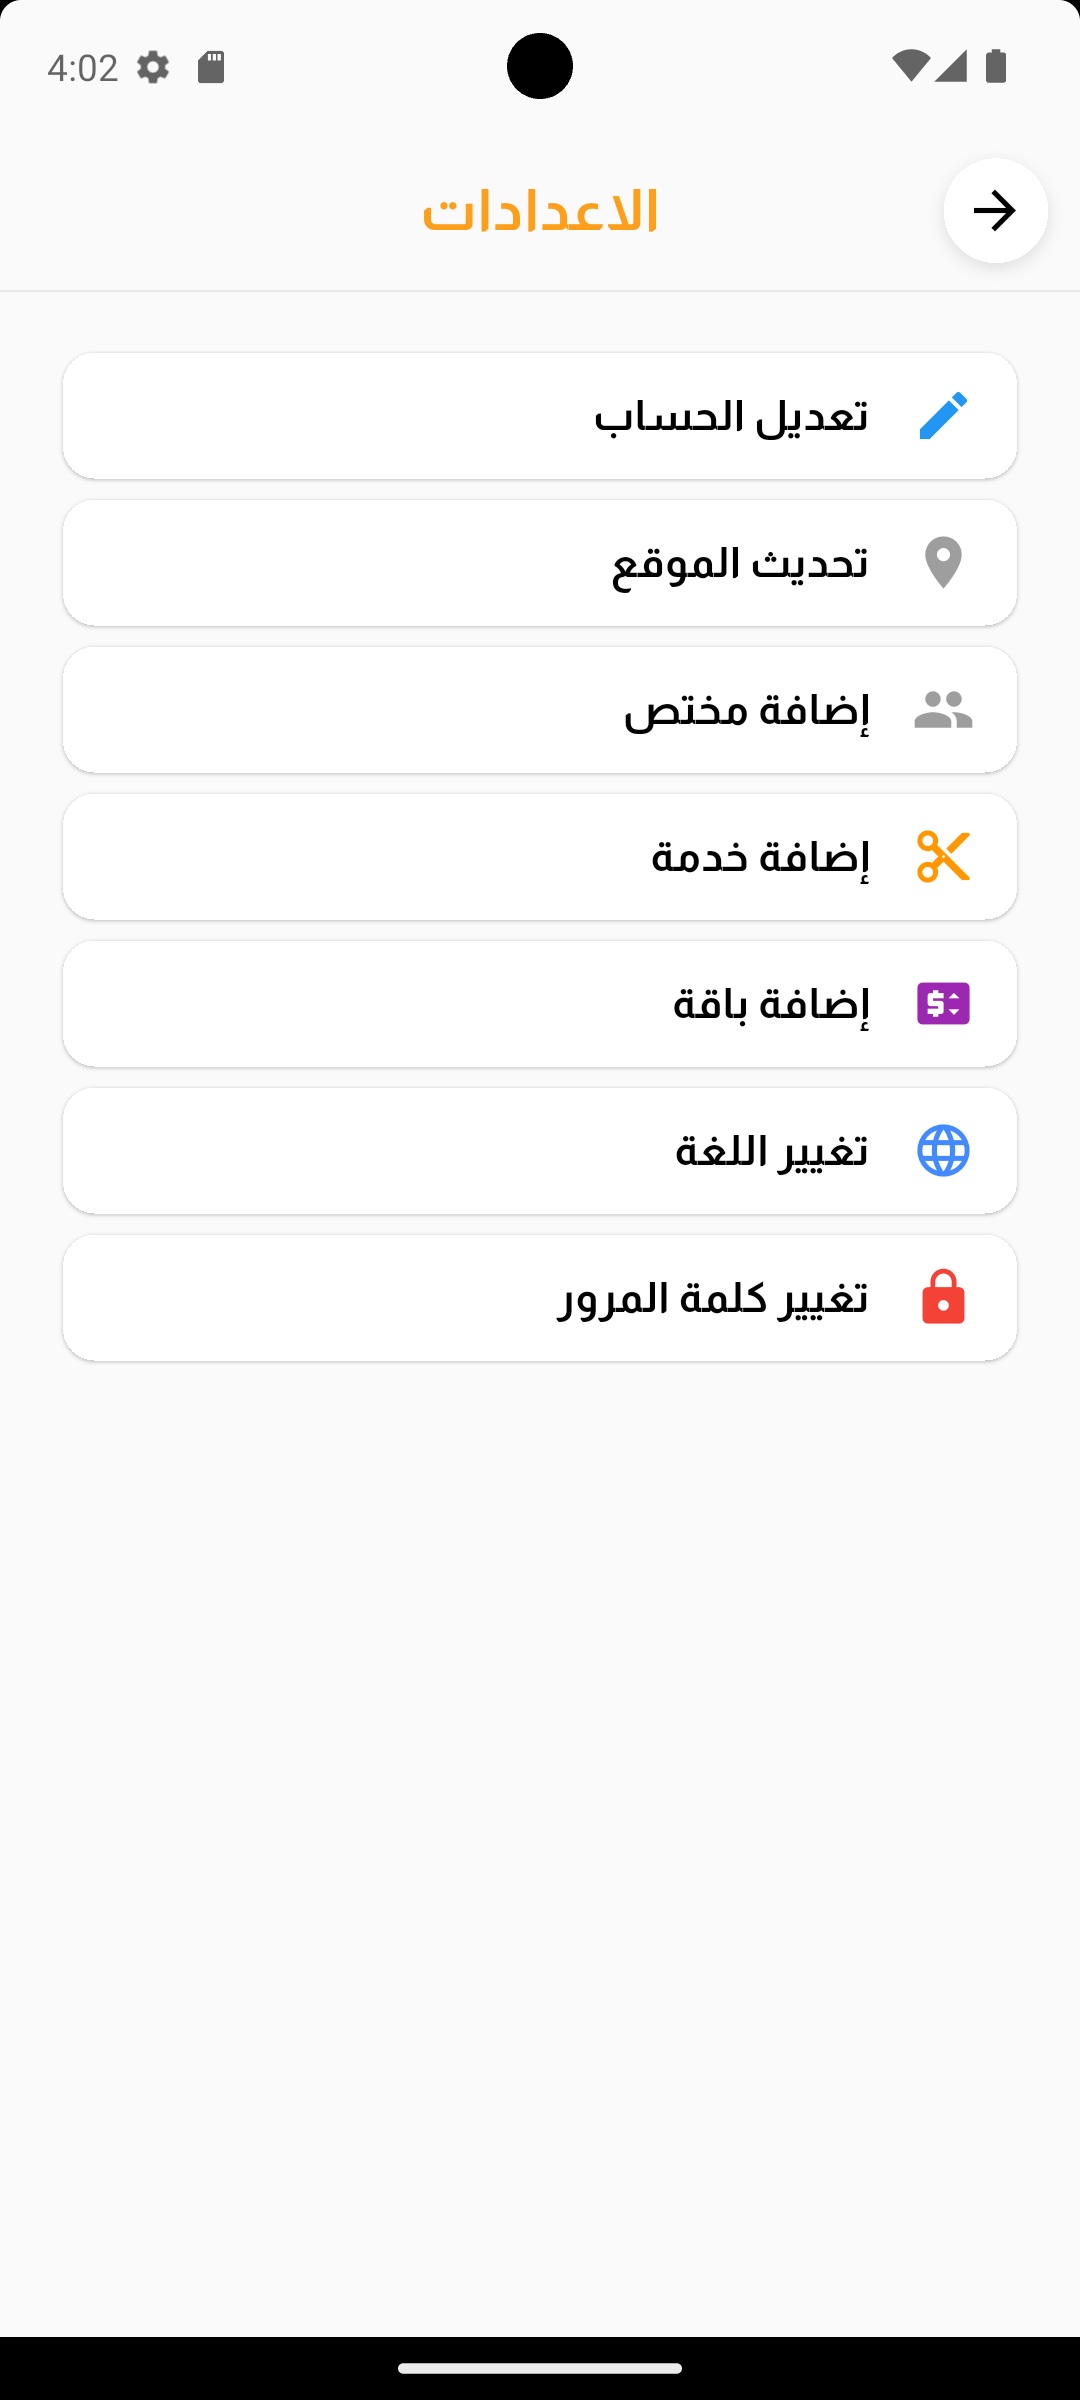 4:02
الاعدادات
تعديل الحساب
تحديث الموقع
إضافة مختص
إضافة خدمة
إضافة باقة
تغيير اللغة
تغيير كلمة المرور